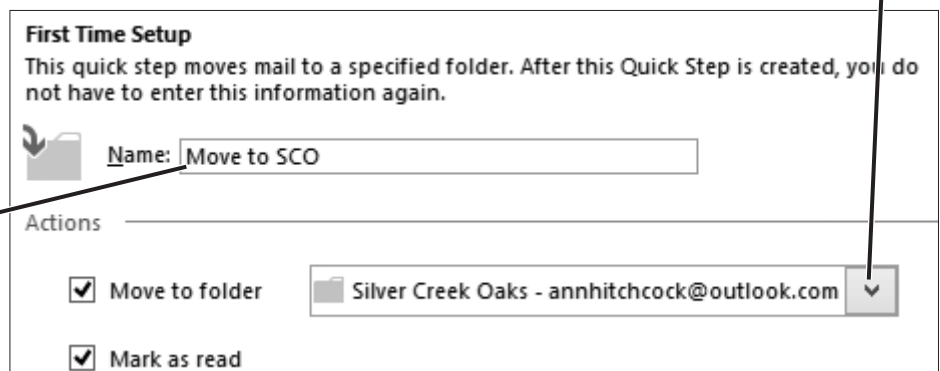 First Time Setup
This quick step moves mail to a specified folder. After this Quick Step is created, you do
not have to enter this information again.
Name: Move to SCO
Actions
Move to folder Silver Creek Oaks - annhitchcock@outlook.com
Mark as read